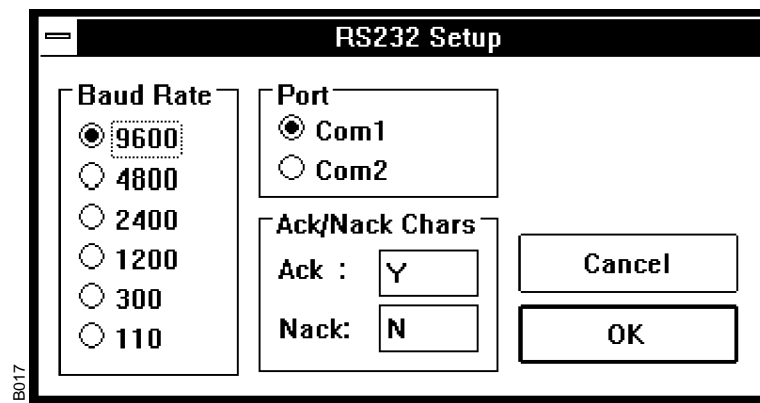 RS232 Setup
Baud Rate
9600
4800
2400
1200
300
110
Port
Com1
Com2
Ack/Nack Chars
Ack : Y
Nack: N
Cancel
OK
B017